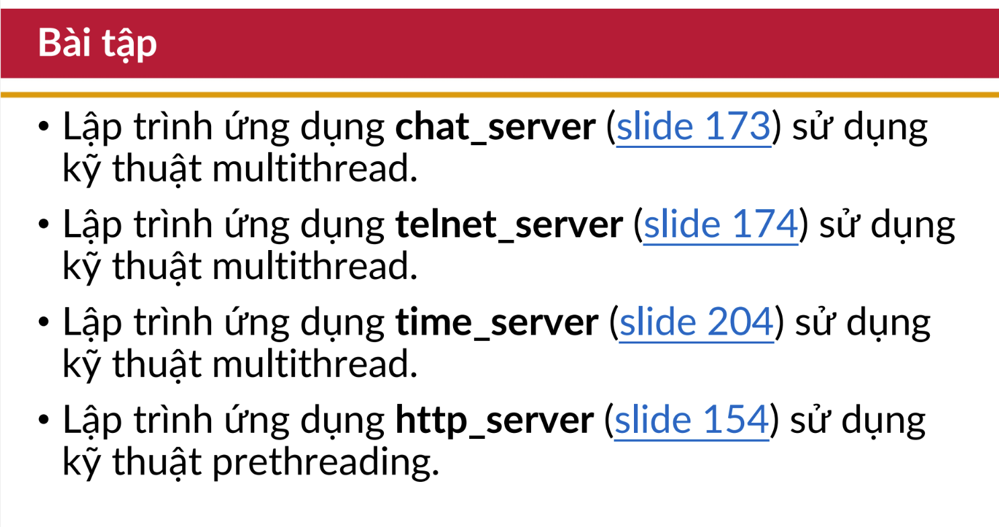 Bài tập
• Lập trình ứng dụng chat_server (slide 173) sử dụng
kỹ thuật multithread.
• Lập trình ứng dụng telnet_server (slide 174) sử dụng
kỹ thuật multithread.
• Lập trình ứng dụng time_server (slide 204) sử dụng
kỹ thuật multithread.
• Lập trình ứng dụng http_server (slide 154) sử dụng
kỹ thuật prethreading.